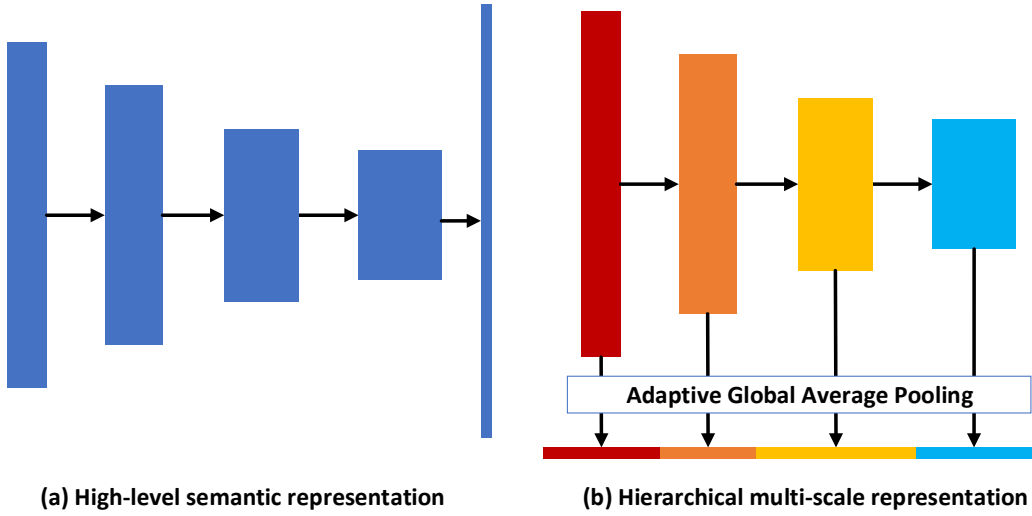 Adaptive Global Average Pooling
(a) High-level semantic representation
(b) Hierarchical multi-scale representation